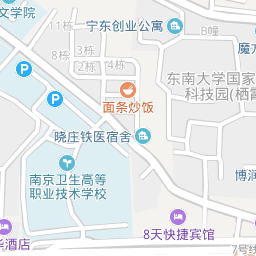 文学院
宁东创业公寓
11栋
B幢
3栋
8栋
2栋
4栋
魔方
东南大学国家
科技园(栖霞
P
面条炒饭
P
晓庄铁医宿舍
南京卫生高等
职业技术学校
博润
华酒店
8天快捷宾馆
7号线